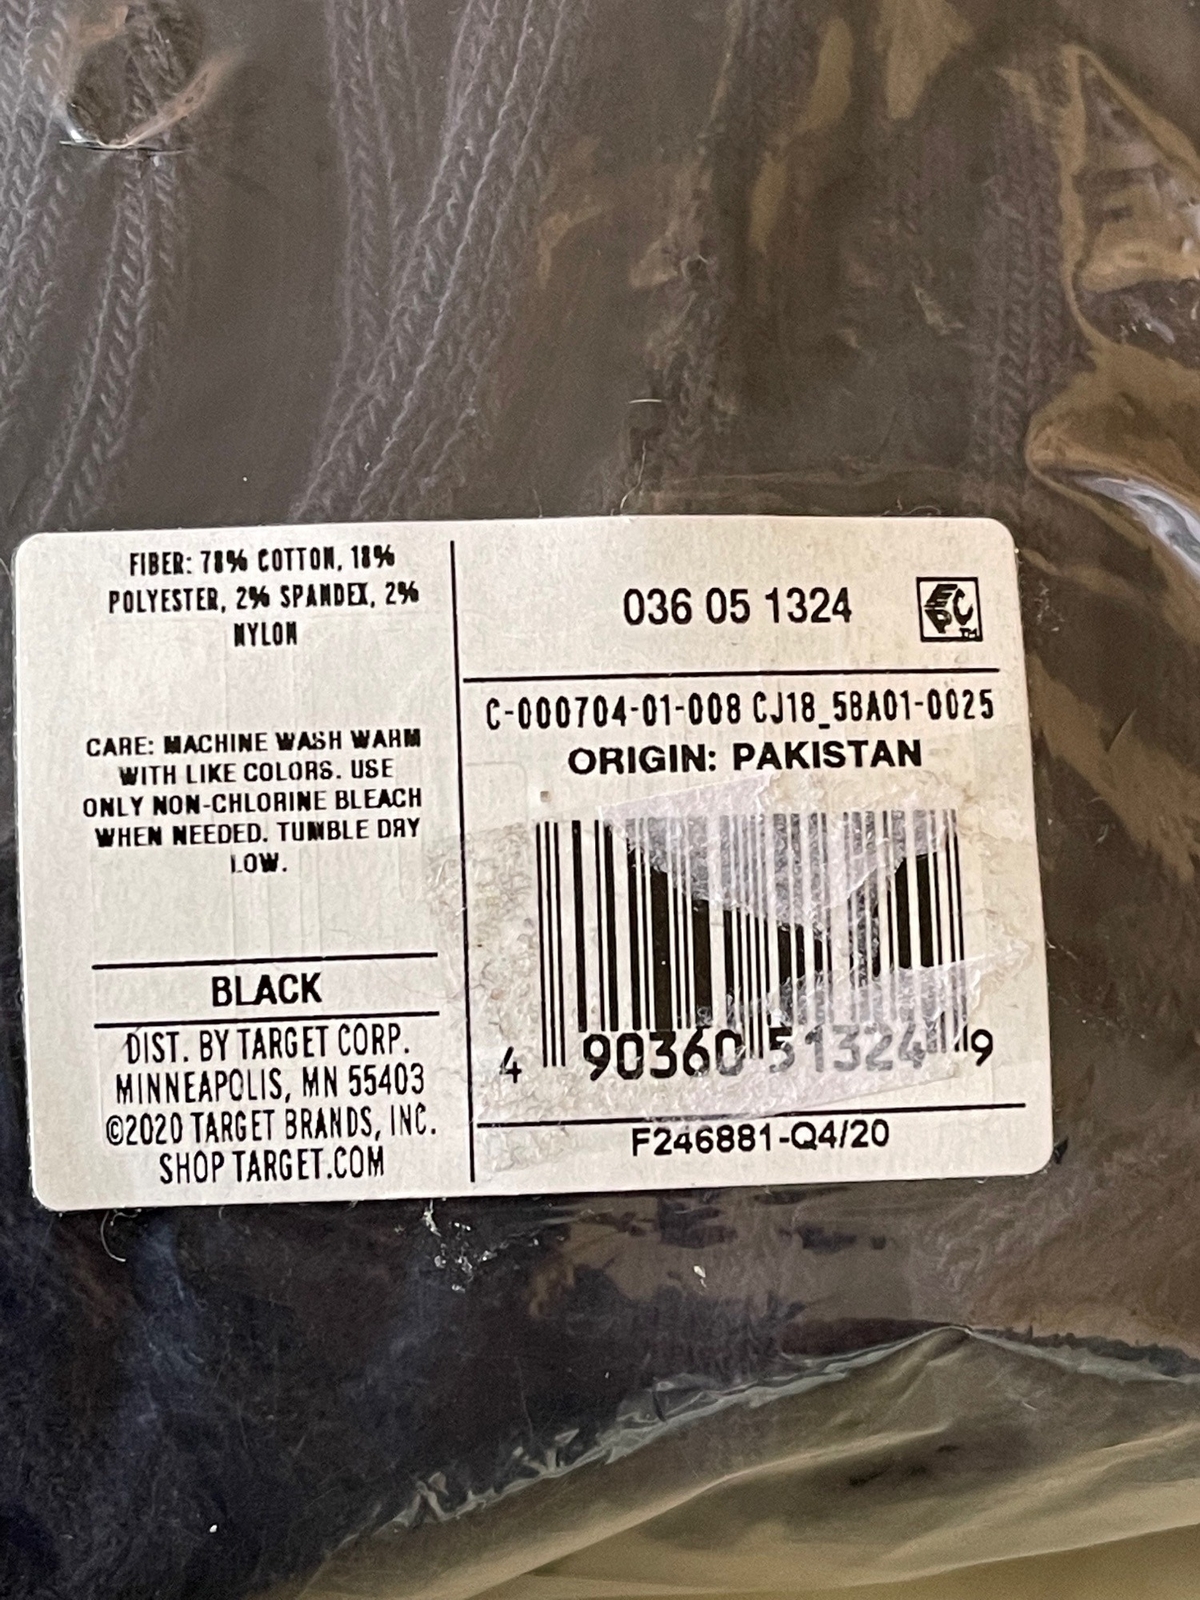 FIBER: 78% COTTON, 18%
POLYESTER, 2% SPANDEX, 2%
NYLON
CARE: MACHINE WASH WARM
WITH LIKE COLORS. USE
ONLY NON-CHLORINE BLEACH
WHEN NEEDED. TUMBLE DRY
LOW.
BLACK
DIST. BY TARGET CORP.
MINNEAPOLIS, MN 55403
©2020 TARGET BRANDS, INC.
SHOP TARGET.COM
036 05 1324
EPC™
C-000704-01-008 CJ18_5BA01-0025
ORIGIN: PAKISTAN
4 90360 51324 9
F246881-Q4/20